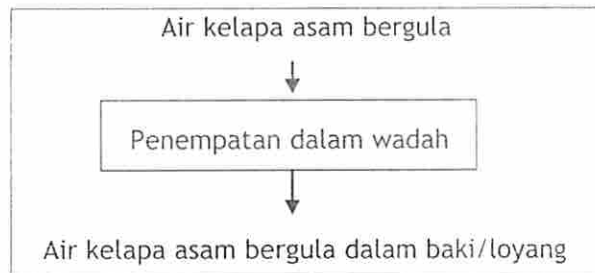 Air kelapa asam bergula
Penempatan dalam wadah
Air kelapa asam bergula dalam baki/loyang